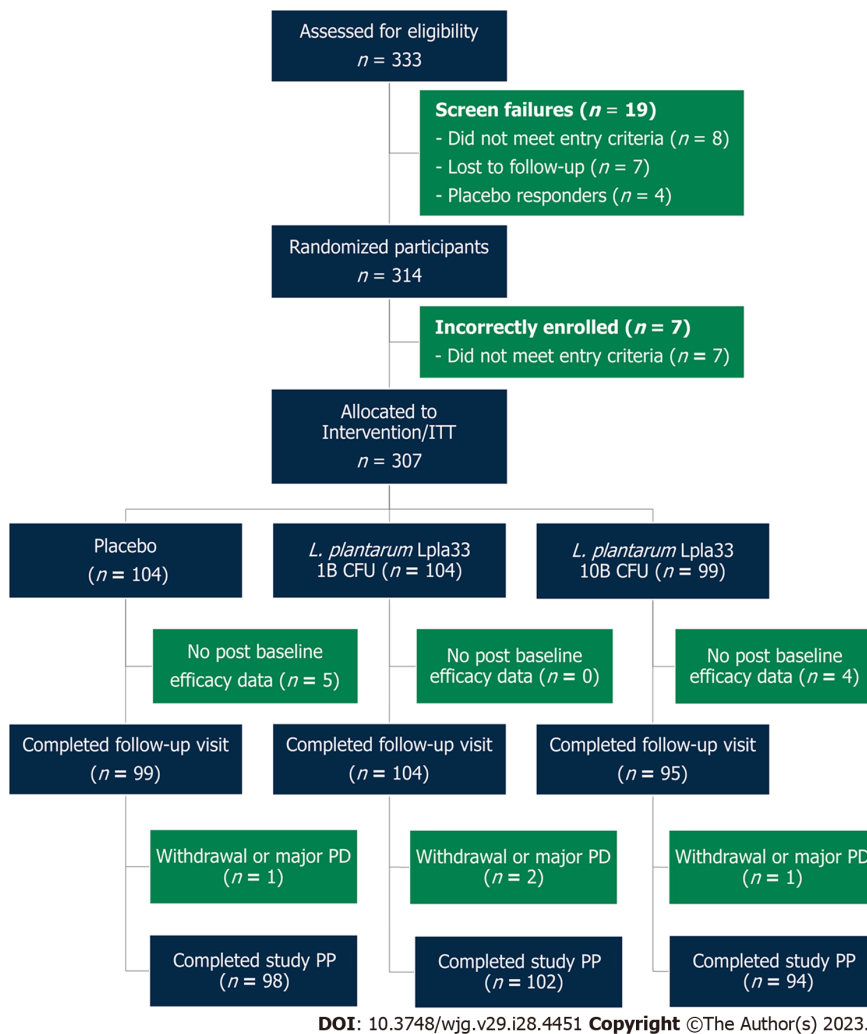 Assessed for eligibility
n = 333
Screen failures (n = 19)
- Did not meet entry criteria (n = 8)
- Lost to follow-up (n = 7)
- Placebo responders (n = 4)
Randomized participants
n = 314
Incorrectly enrolled (n = 7)
- Did not meet entry criteria (n = 7)
Allocated to
Intervention/ITT
n = 307
Placebo
(n = 104)
L. plantarum Lpla33
1B CFU (n = 104)
L. plantarum Lpla33
10B CFU (n = 99)
No post baseline
efficacy data (n = 5)
No post baseline
efficacy data (n = 0)
No post baseline
efficacy data (n = 4)
Completed follow-up visit
(n = 99)
Completed follow-up visit
(n = 104)
Completed follow-up visit
(n = 95)
Withdrawal or major PD
(n = 1)
Withdrawal or major PD
(n = 2)
Withdrawal or major PD
(n = 1)
Completed study PP
(n = 98)
Completed study PP
(n = 102)
Completed study PP
(n = 94)
DOI: 10.3748/wjg.v29.i28.4451 Copyright ©The Author(s) 2023.